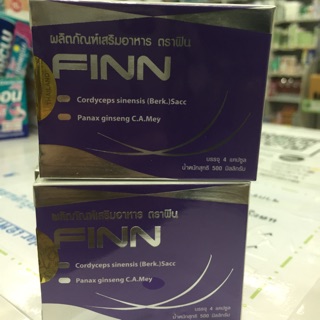 ผลิตภัณฑ์เสริมอาหาร ตราฟิน
FINN
Cordyceps sinensis (Berk.)Sacc
Panax ginseng C.A.Mey
บรรจุ 4 แคปซูล
น้ำหนักสุทธิ 500 มิลลิกรัม
ผลิตภัณฑ์เสริมอาหาร ตราฟิน
FINN
Cordyceps sinensis (Berk.)Sacc
Panax ginseng C.A.Mey
บรรจุ 4 แคปซูล
น้ำหนักสุทธิ 500 มิลลิกรัม